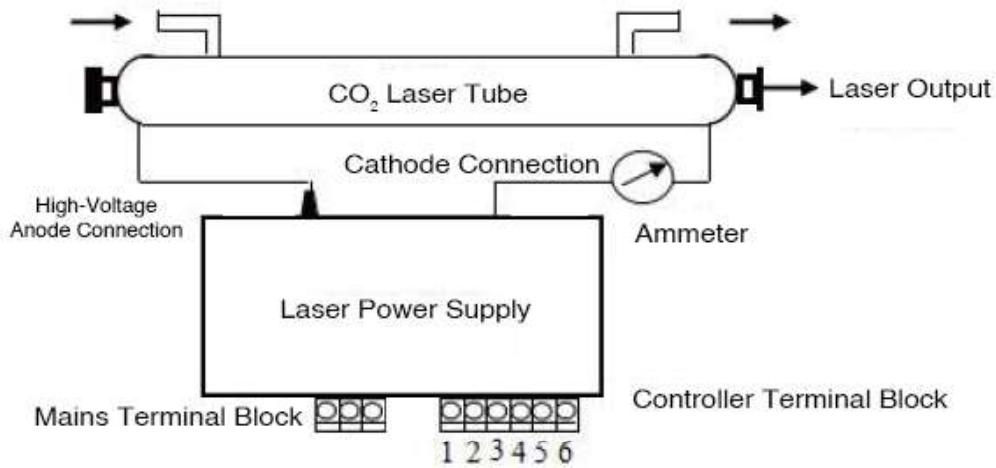 CO₂ Laser Tube
Laser Output
Cathode Connection
High-Voltage
Anode Connection
Ammeter
Laser Power Supply
Mains Terminal Block
Controller Terminal Block
1 2 3 4 5 6